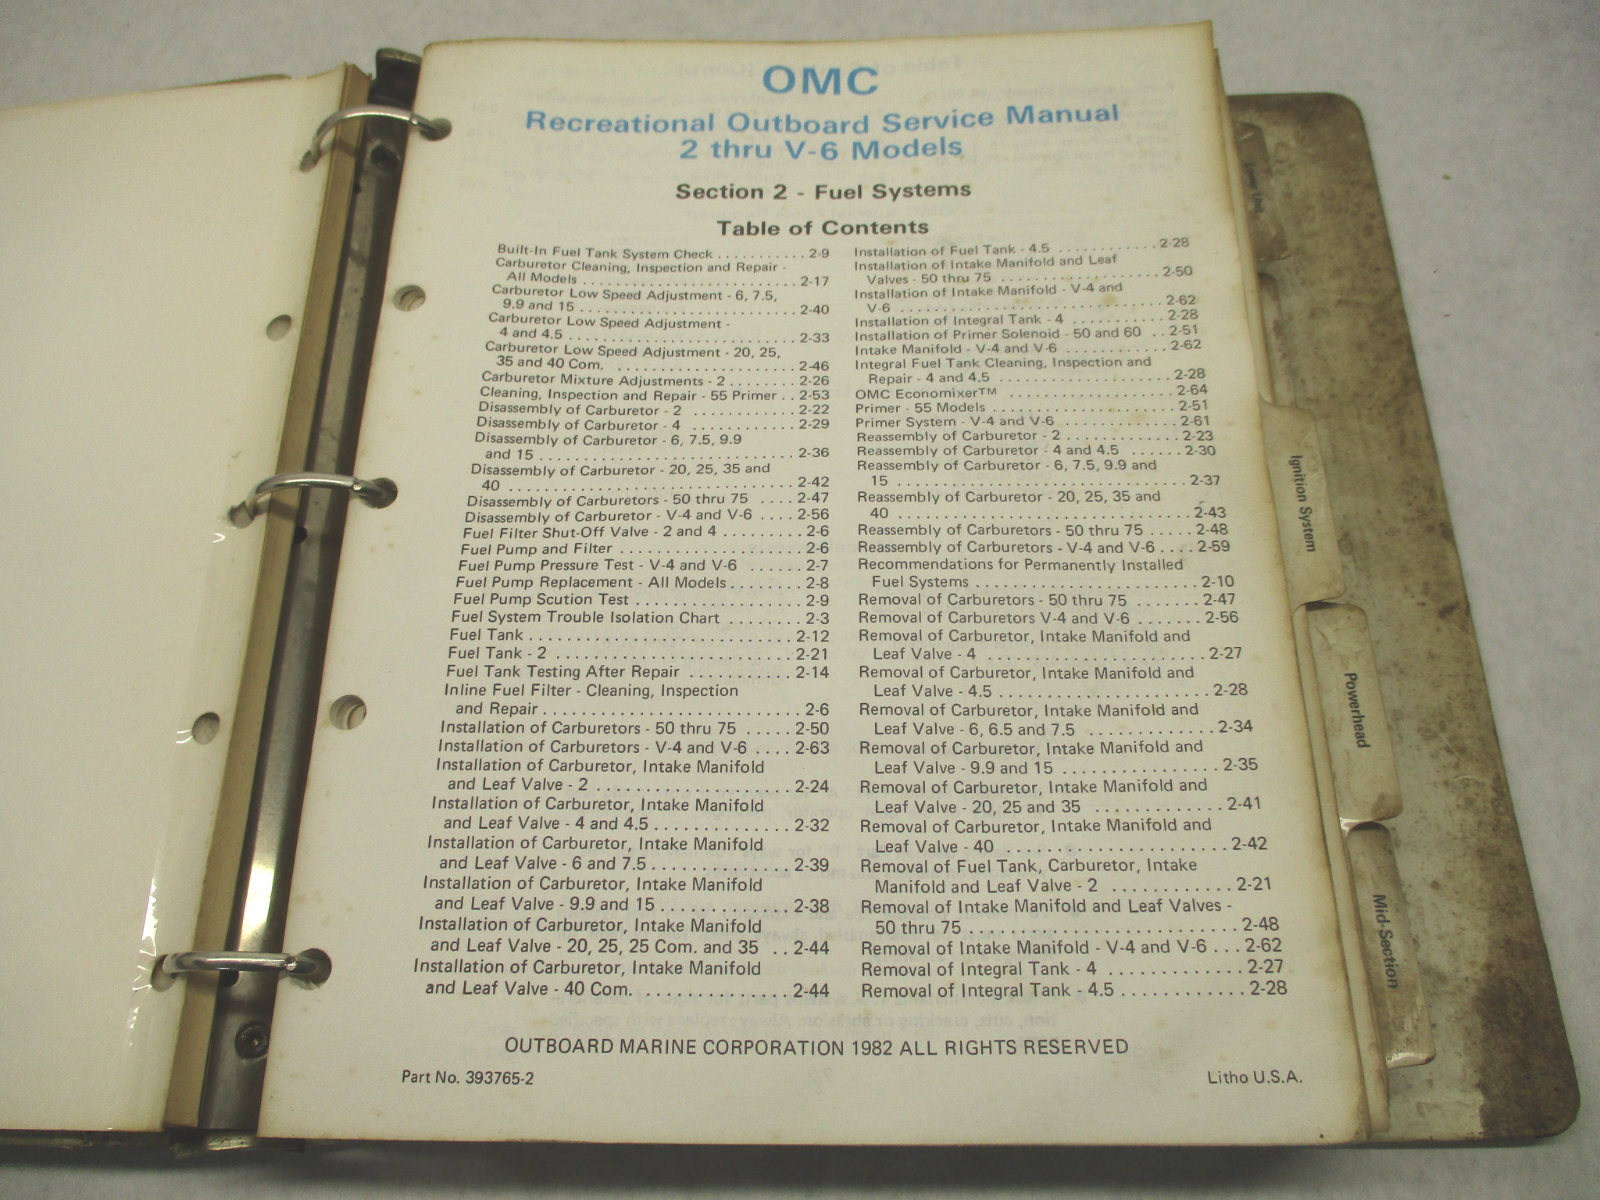 OMC
Recreational Outboard Service Manual
2 thru V-6 Models
Section 2 - Fuel Systems
Table of Contents
Built-In Fuel Tank System Check . . . . . . . . . . . 2-9
Carburetor Cleaning, Inspection and Repair -
All Models . . . . . . . . . . . . . . . . . . . . . . . . 2-17
Carburetor Low Speed Adjustment - 6, 7.5,
9.9 and 15 . . . . . . . . . . . . . . . . . . . . . . . . 2-40
Carburetor Low Speed Adjustment -
4 and 4.5 . . . . . . . . . . . . . . . . . . . . . . . . . 2-33
Carburetor Low Speed Adjustment - 20, 25,
35 and 40 Com. . . . . . . . . . . . . . . . . . . . . 2-46
Carburetor Mixture Adjustments - 2 . . . . . . . . 2-26
Cleaning, Inspection and Repair - 55 Primer . . 2-53
Disassembly of Carburetor - 2 . . . . . . . . . . . . 2-22
Disassembly of Carburetor - 4 . . . . . . . . . . . . 2-29
Disassembly of Carburetor - 6, 7.5, 9.9
and 15 . . . . . . . . . . . . . . . . . . . . . . . . . . . 2-36
Disassembly of Carburetor - 20, 25, 35 and
40 . . . . . . . . . . . . . . . . . . . . . . . . . . . . . . 2-42
Disassembly of Carburetors - 50 thru 75 . . . . 2-47
Disassembly of Carburetor - V-4 and V-6 . . . . 2-56
Fuel Filter Shut-Off Valve - 2 and 4 . . . . . . . . . 2-6
Fuel Pump and Filter . . . . . . . . . . . . . . . . . . . . 2-6
Fuel Pump Pressure Test - V-4 and V-6 . . . . . . 2-7
Fuel Pump Replacement - All Models . . . . . . . 2-8
Fuel Pump Scution Test . . . . . . . . . . . . . . . . . . 2-9
Fuel System Trouble Isolation Chart . . . . . . . . 2-3
Fuel Tank . . . . . . . . . . . . . . . . . . . . . . . . . . . . 2-12
Fuel Tank - 2 . . . . . . . . . . . . . . . . . . . . . . . . . 2-21
Fuel Tank Testing After Repair . . . . . . . . . . . 2-14
Inline Fuel Filter - Cleaning, Inspection
and Repair . . . . . . . . . . . . . . . . . . . . . . . . . . . 2-6
Installation of Carburetors - 50 thru 75 . . . . . 2-50
Installation of Carburetors - V-4 and V-6 . . . . 2-63
Installation of Carburetor, Intake Manifold
and Leaf Valve - 2 . . . . . . . . . . . . . . . . . . . 2-24
Installation of Carburetor, Intake Manifold
and Leaf Valve - 4 and 4.5 . . . . . . . . . . . . . . 2-32
Installation of Carburetor, Intake Manifold
and Leaf Valve - 6 and 7.5 . . . . . . . . . . . . . . 2-39
Installation of Carburetor, Intake Manifold
and Leaf Valve - 9.9 and 15 . . . . . . . . . . . . . 2-38
Installation of Carburetor, Intake Manifold
and Leaf Valve - 20, 25, 25 Com. and 35 . . 2-44
Installation of Carburetor, Intake Manifold
and Leaf Valve - 40 Com. . . . . . . . . . . . . . . 2-44
Installation of Fuel Tank - 4.5 . . . . . . . . . . . . 2-28
Installation of Intake Manifold and Leaf
Valves - 50 thru 75 . . . . . . . . . . . . . . . . . . . 2-50
Installation of Intake Manifold - V-4 and
V-6 . . . . . . . . . . . . . . . . . . . . . . . . . . . . . . 2-62
Installation of Integral Tank - 4 . . . . . . . . . . . 2-28
Installation of Primer Solenoid - 50 and 60 . . 2-51
Intake Manifold - V-4 and V-6 . . . . . . . . . . . . 2-62
Integral Fuel Tank Cleaning, Inspection and
Repair - 4 and 4.5 . . . . . . . . . . . . . . . . . . . . 2-28
OMC Economixer™ . . . . . . . . . . . . . . . . . . . 2-64
Primer - 55 Models . . . . . . . . . . . . . . . . . . . . 2-51
Primer System - V-4 and V-6 . . . . . . . . . . . . . 2-61
Reassembly of Carburetor - 2 . . . . . . . . . . . . . 2-23
Reassembly of Carburetor - 4 and 4.5 . . . . . . 2-30
Reassembly of Carburetor - 6, 7.5, 9.9 and
15 . . . . . . . . . . . . . . . . . . . . . . . . . . . . . . . 2-37
Reassembly of Carburetor - 20, 25, 35 and
40 . . . . . . . . . . . . . . . . . . . . . . . . . . . . . . . 2-43
Reassembly of Carburetors - 50 thru 75 . . . . . 2-48
Reassembly of Carburetors - V-4 and V-6 . . . . 2-59
Recommendations for Permanently Installed
Fuel Systems . . . . . . . . . . . . . . . . . . . . . . . 2-10
Removal of Carburetors - 50 thru 75 . . . . . . . 2-47
Removal of Carburetors V-4 and V-6 . . . . . . . 2-56
Removal of Carburetor, Intake Manifold and
Leaf Valve - 4 . . . . . . . . . . . . . . . . . . . . . . . 2-27
Removal of Carburetor, Intake Manifold and
Leaf Valve - 4.5 . . . . . . . . . . . . . . . . . . . . . 2-28
Removal of Carburetor, Intake Manifold and
Leaf Valve - 6, 6.5 and 7.5 . . . . . . . . . . . . . 2-34
Removal of Carburetor, Intake Manifold and
Leaf Valve - 9.9 and 15 . . . . . . . . . . . . . . . . 2-35
Removal of Carburetor, Intake Manifold and
Leaf Valve - 20, 25 and 35 . . . . . . . . . . . . . 2-41
Removal of Carburetor, Intake Manifold and
Leaf Valve - 40 . . . . . . . . . . . . . . . . . . . . . . 2-42
Removal of Fuel Tank, Carburetor, Intake
Manifold and Leaf Valve - 2 . . . . . . . . . . . . 2-21
Removal of Intake Manifold and Leaf Valves -
50 thru 75 . . . . . . . . . . . . . . . . . . . . . . . . . 2-48
Removal of Intake Manifold - V-4 and V-6 . . . 2-62
Removal of Integral Tank - 4 . . . . . . . . . . . . 2-27
Removal of Integral Tank - 4.5 . . . . . . . . . . . 2-28
OUTBOARD MARINE CORPORATION 1982 ALL RIGHTS RESERVED
Part No. 393765-2
Litho U.S.A.
Lower Unit
Ignition System
Powerhead
Mid-Section